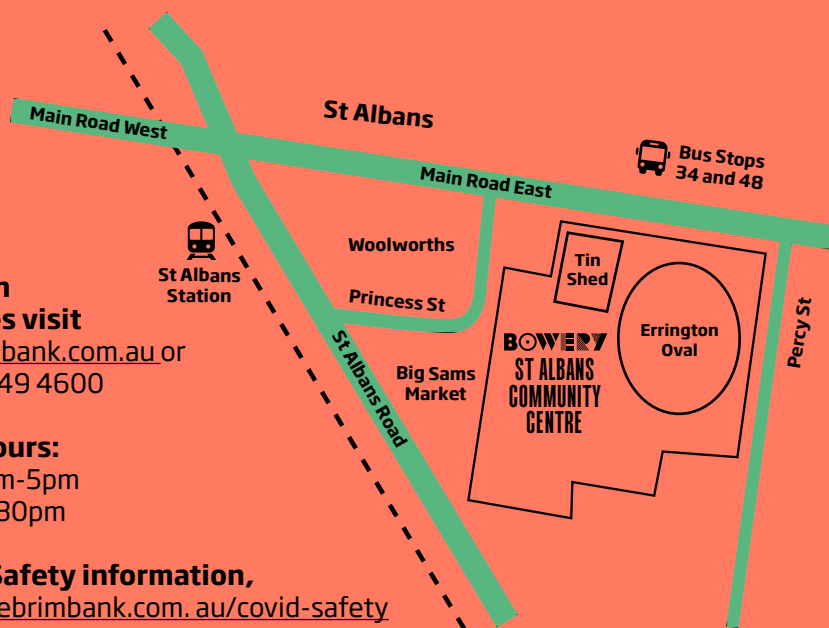 St Albans
Main Road West
Main Road East
Bus Stops
34 and 48
Woolworths
St Albans
Station
Princess St
Tin
Shed
Errington
Oval
Percy St
BOWERY
ST ALBANS
COMMUNITY
CENTRE
St Albans Road
Big Sams
Market
visit
bank.com.au or
49 4600
ours:
m-5pm
30pm
Safety information,
ebrimbank.com. au/covid-safety